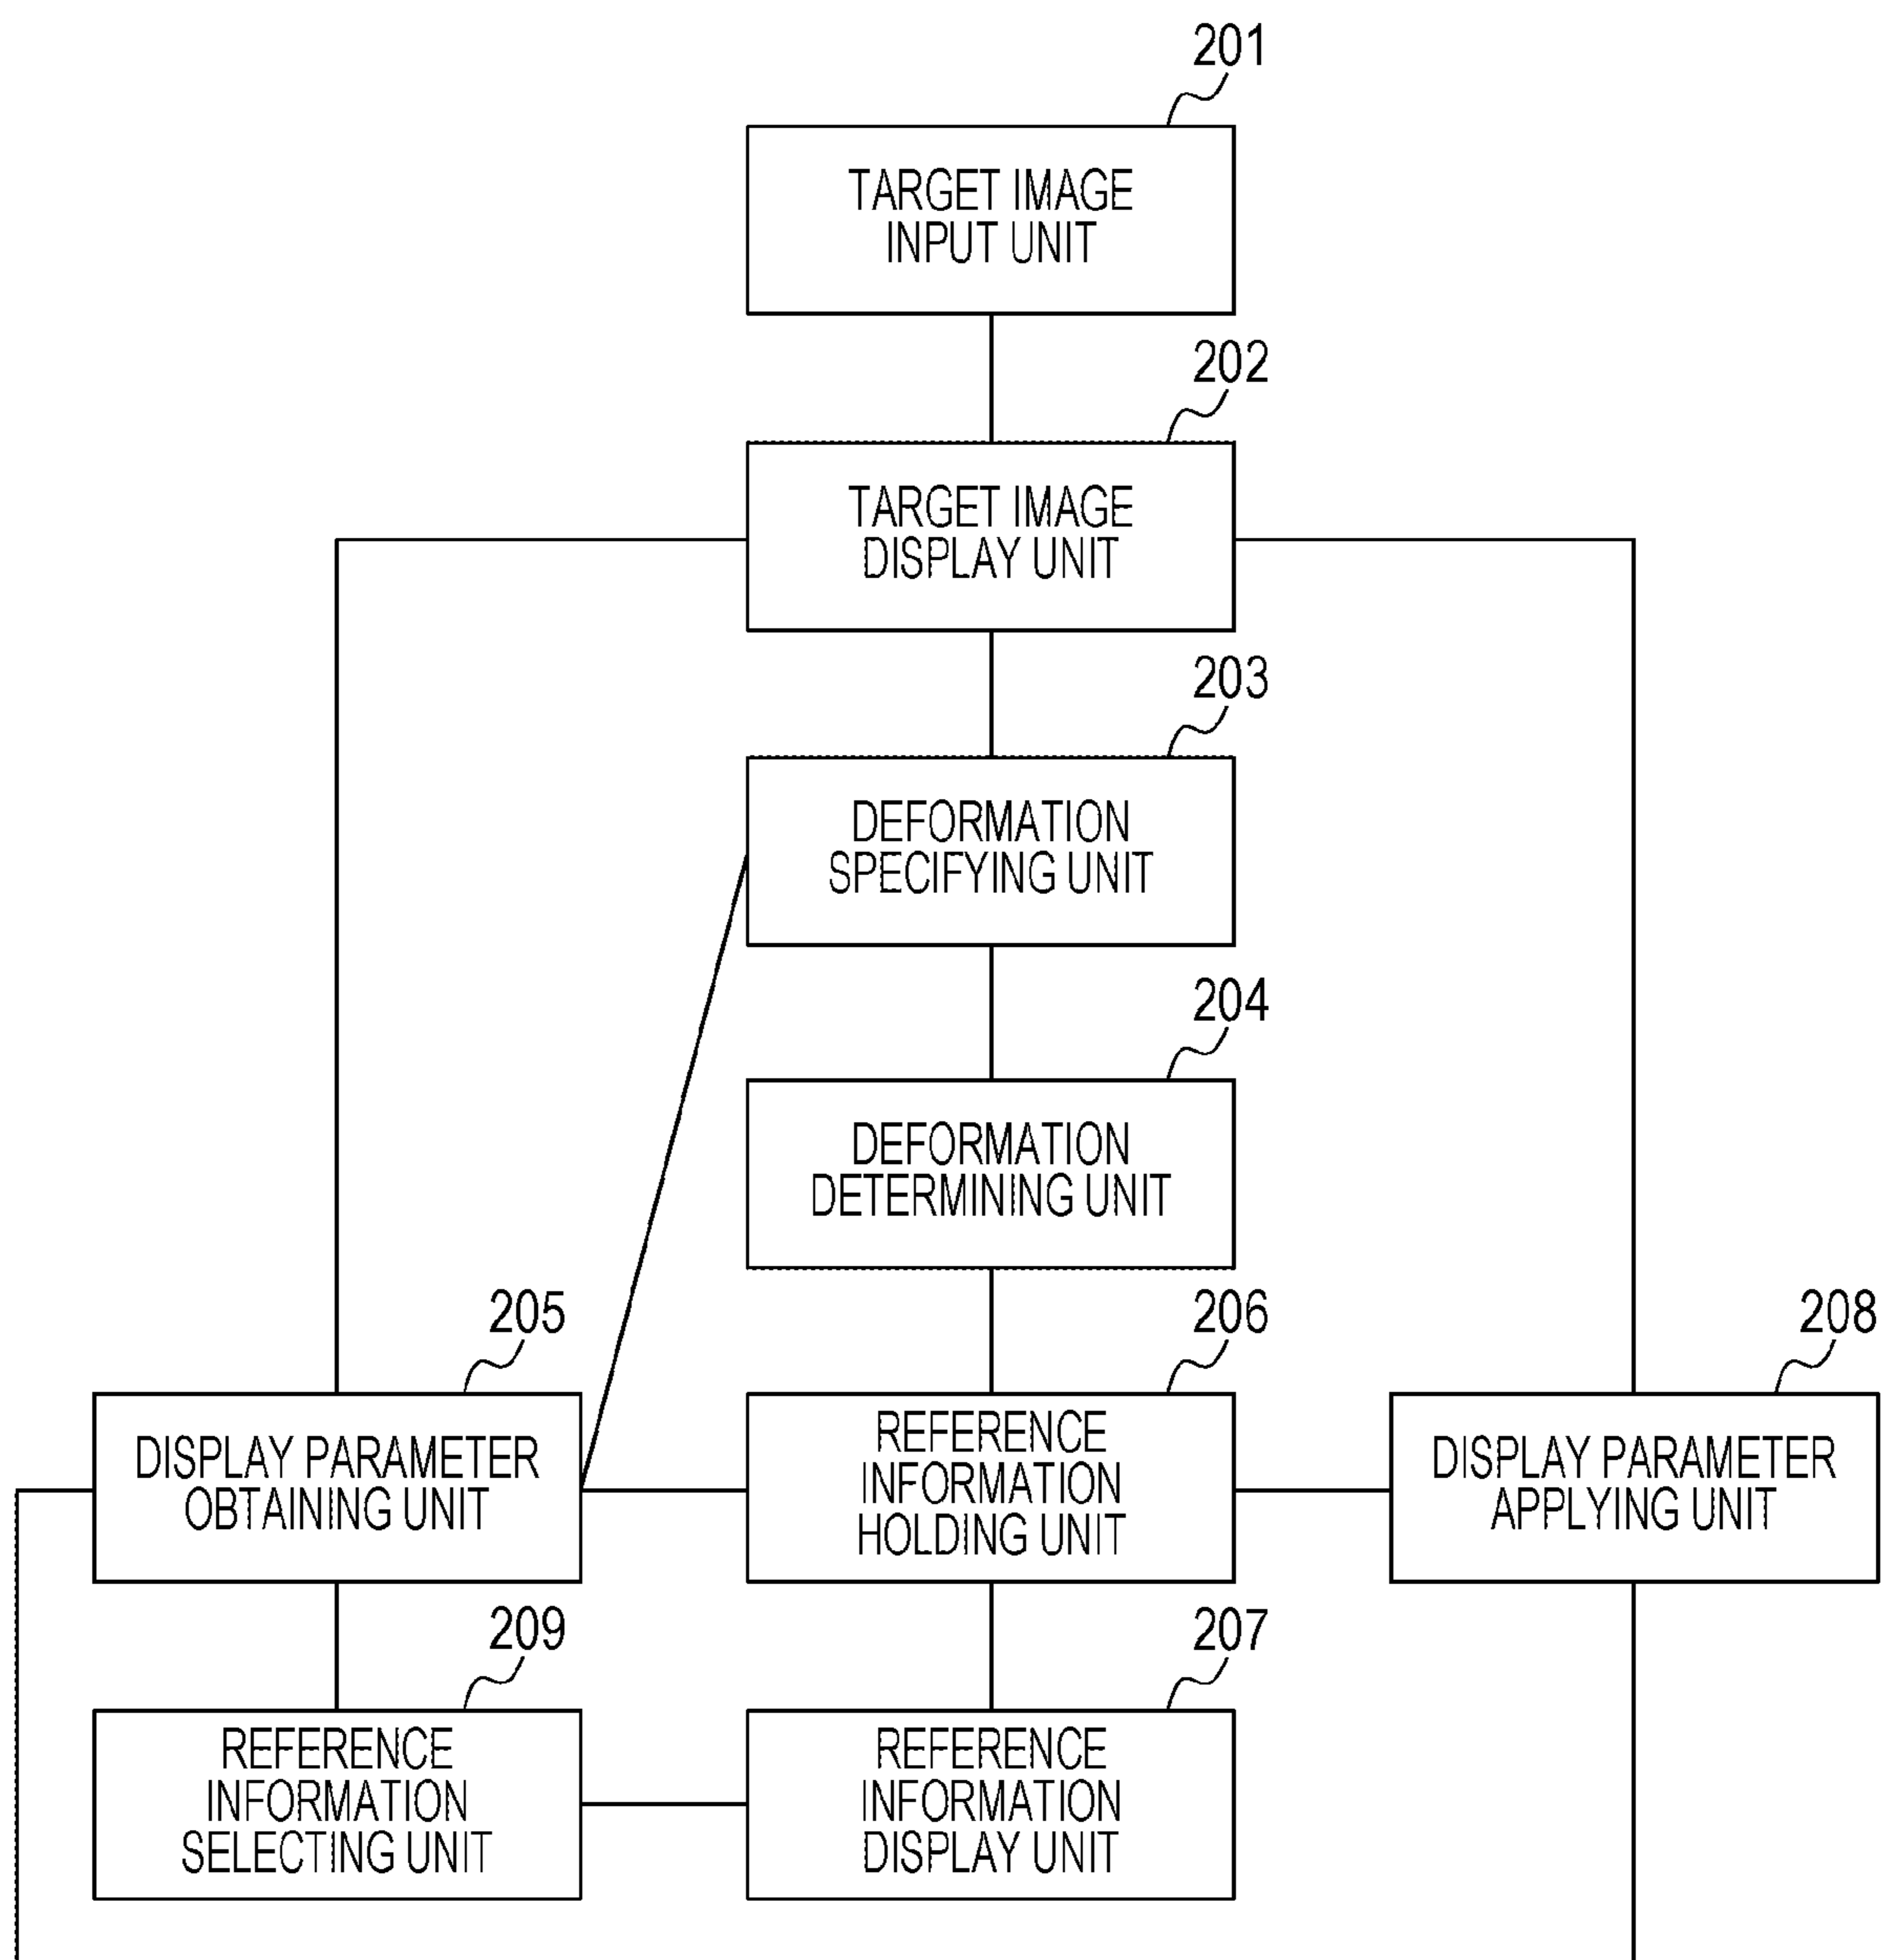 201
TARGET IMAGE
INPUT UNIT
202
TARGET IMAGE
DISPLAY UNIT
203
DEFORMATION
SPECIFYING UNIT
204
DEFORMATION
DETERMINING UNIT
205
DISPLAY PARAMETER
OBTAINING UNIT
206
REFERENCE
INFORMATION
HOLDING UNIT
208
DISPLAY PARAMETER
APPLYING UNIT
209
REFERENCE
INFORMATION
SELECTING UNIT
207
REFERENCE
INFORMATION
DISPLAY UNIT